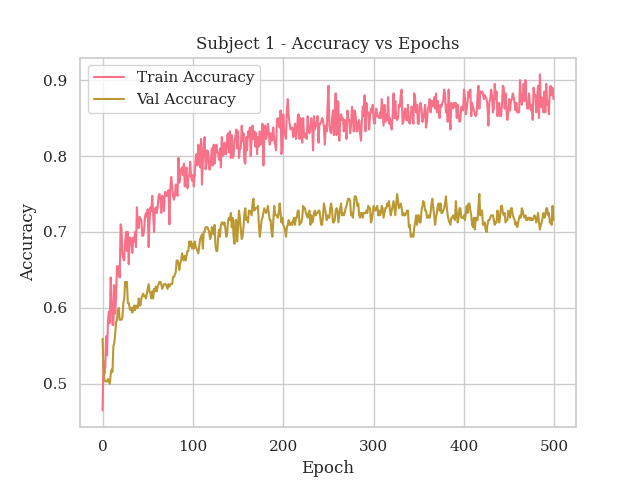 Subject 1 - Accuracy vs Epochs
Train Accuracy
Val Accuracy
Accuracy
0.9
0.8
0.7
0.6
0.5
0 100 200 300 400 500
Epoch